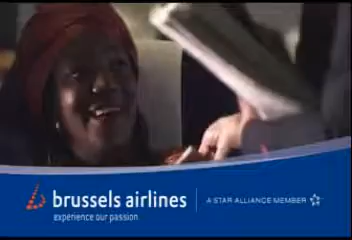 brussels airlines
experience our passion
A STAR ALLIANCE MEMBER